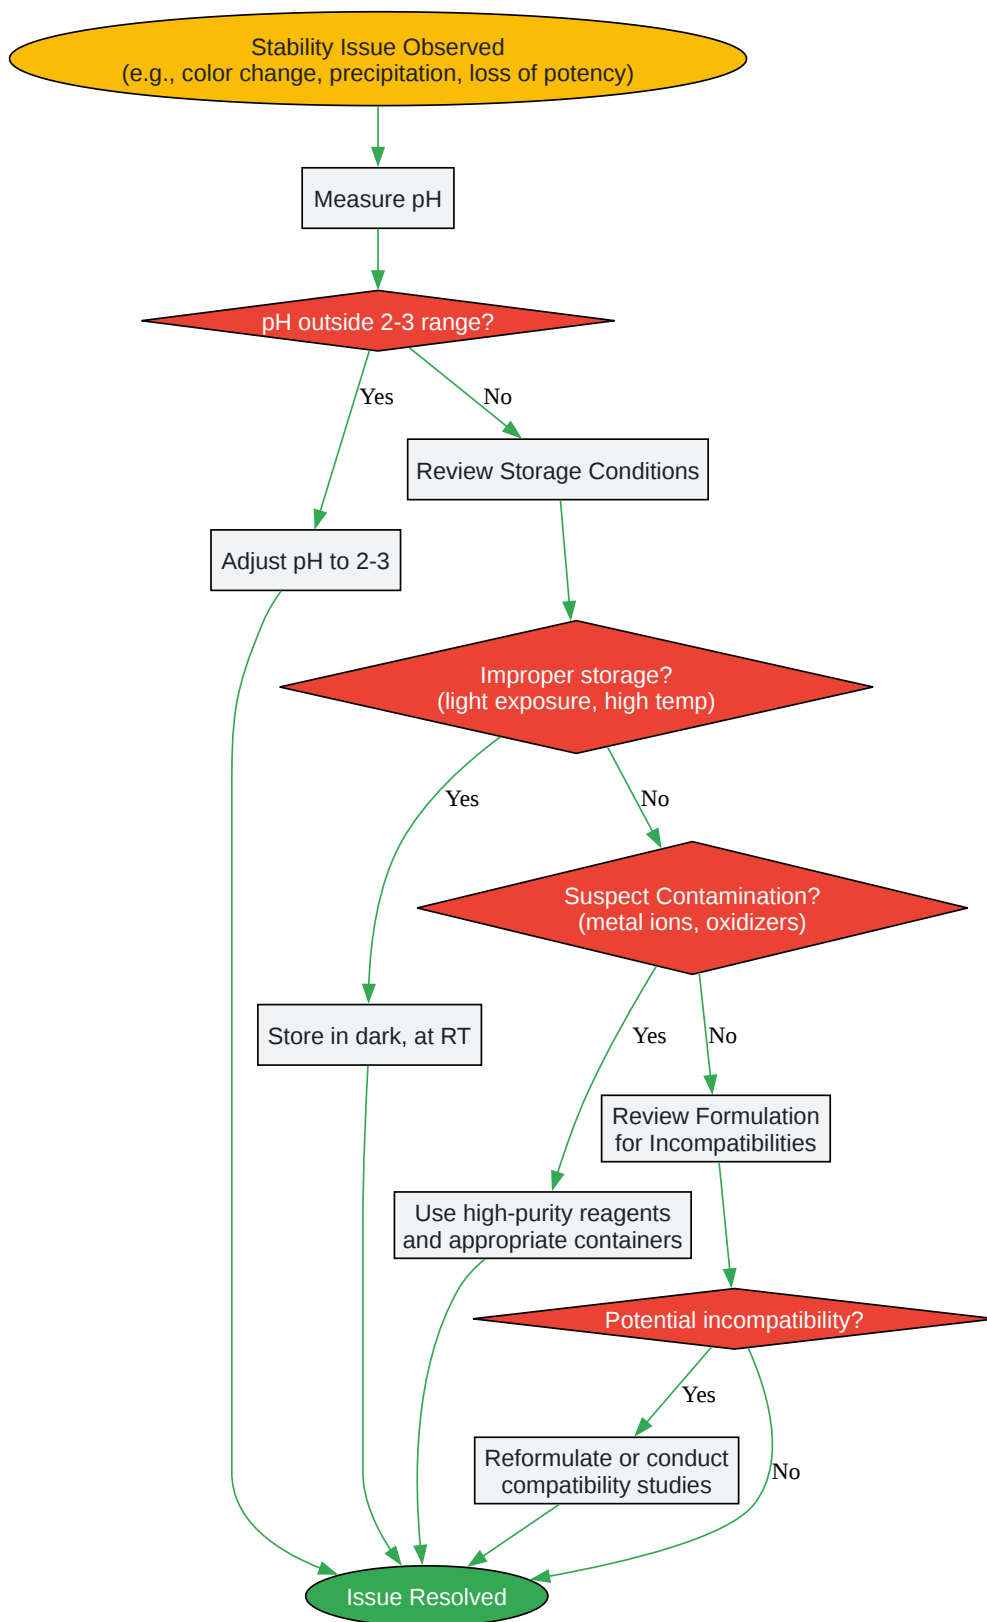 Stability Issue Observed
(e.g., color change, precipitation, loss of potency)
Measure pH
pH outside 2-3 range?
Yes
No
Review Storage Conditions
Adjust pH to 2-3
Improper storage?
(light exposure, high temp)
Yes
No
Suspect Contamination?
(metal ions, oxidizers)
Store in dark, at RT
Yes
No
Review Formulation
for Incompatibilities
Use high-purity reagents
and appropriate containers
Potential incompatibility?
Yes
Reformulate or conduct
compatibility studies
No
Issue Resolved